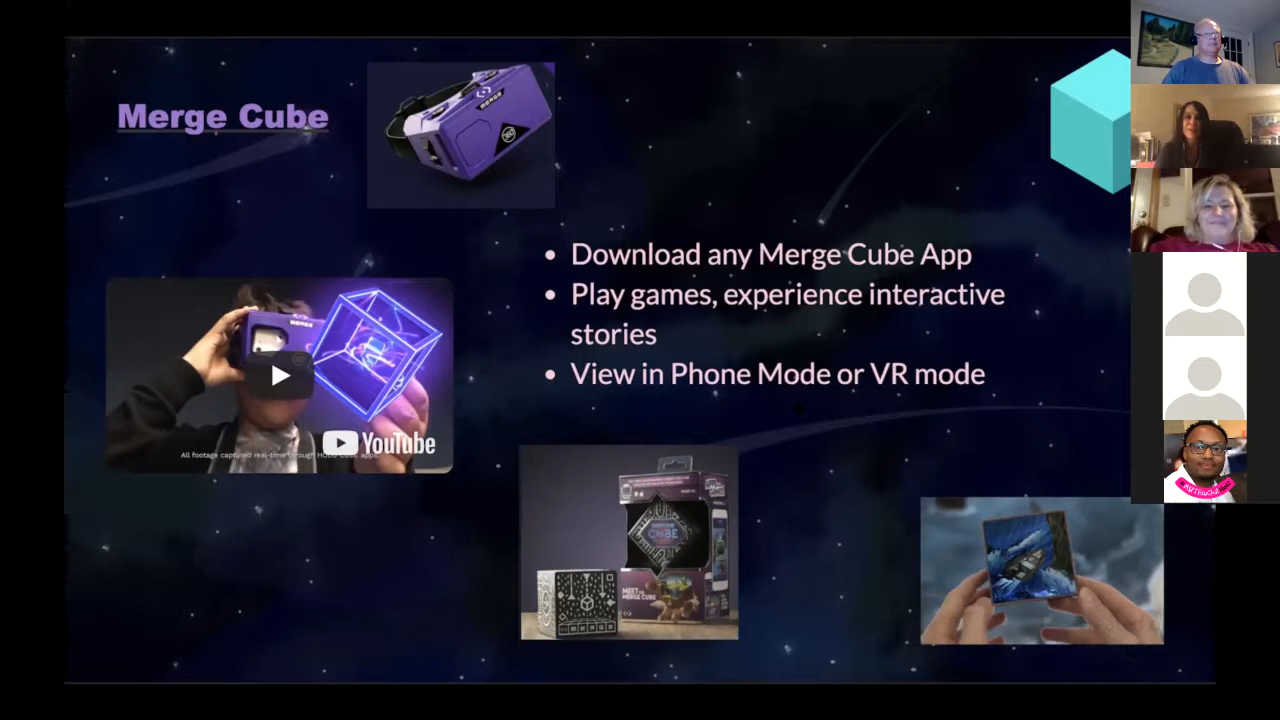 Merge Cube
MERGE
Download any Merge Cube App
Play games, experience interactive
stories
View in Phone Mode or VR mode
MERGE
YouTube
All footage captured real-time through HOLO CUBE apps.
CUBE
MEET THE
MERGE CUBE